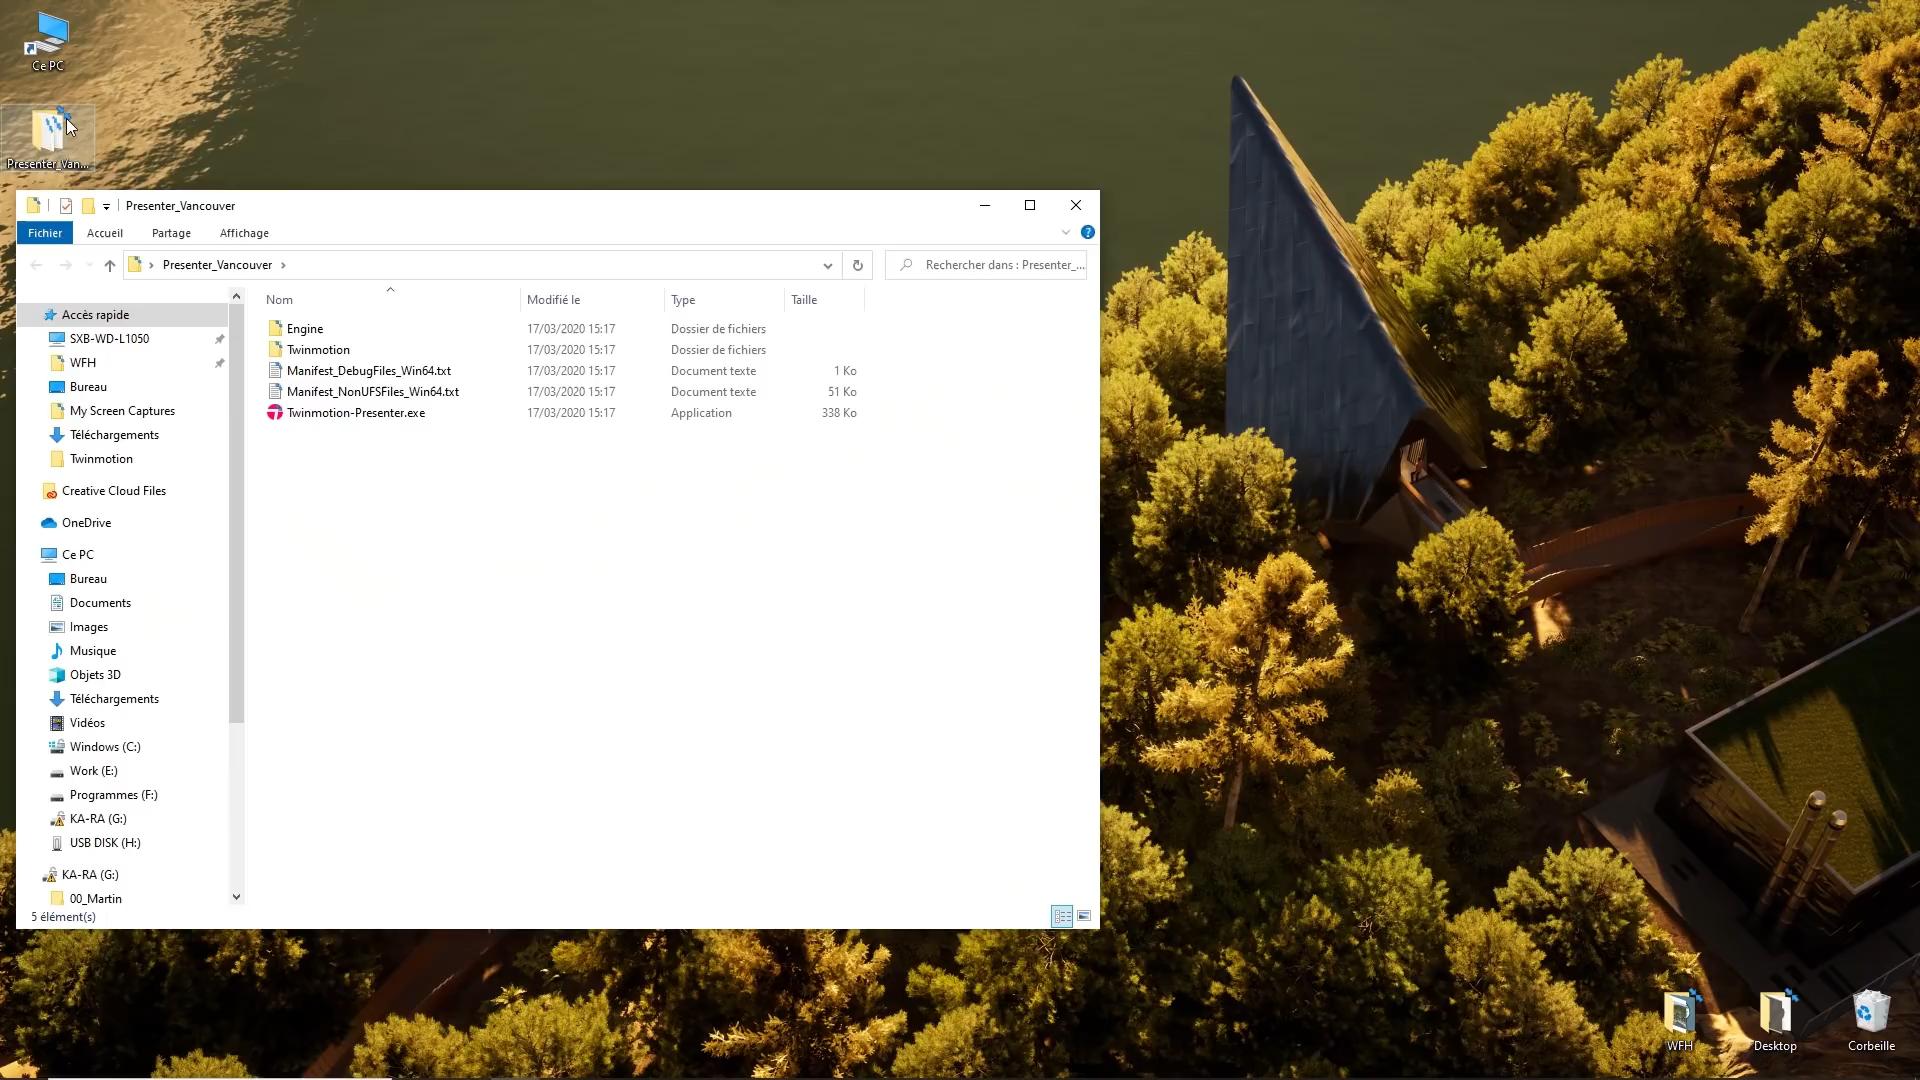 Ce PC
Presenter_Van...
Presenter_Vancouver
Fichier
Accueil
Partage
Affichage
?
Presenter_Vancouver
Rechercher dans : Presenter_...
Nom
Modifié le
Type
Taille
Engine
17/03/2020 15:17
Dossier de fichiers
Twinmotion
17/03/2020 15:17
Dossier de fichiers
Manifest_DebugFiles_Win64.txt
17/03/2020 15:17
Document texte
1 Ko
Manifest_NonUFSFiles_Win64.txt
17/03/2020 15:17
Document texte
51 Ko
Twinmotion-Presenter.exe
17/03/2020 15:17
Application
338 Ko
Accès rapide
SXB-WD-L1050
WFH
Bureau
My Screen Captures
Téléchargements
Twinmotion
Creative Cloud Files
OneDrive
Ce PC
Bureau
Documents
Images
Musique
Objets 3D
Téléchargements
Vidéos
Windows (C:)
Work (E:)
Programmes (F:)
KA-RA (G:)
USB DISK (H:)
KA-RA (G:)
00_Martin
5 élément(s)
WFH
Desktop
Corbeille